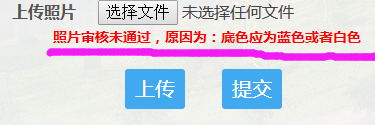 上传照片 选择文件 未选择任何文件
照片审核未通过，原因为：底色应为蓝色或者白色
上传 提交